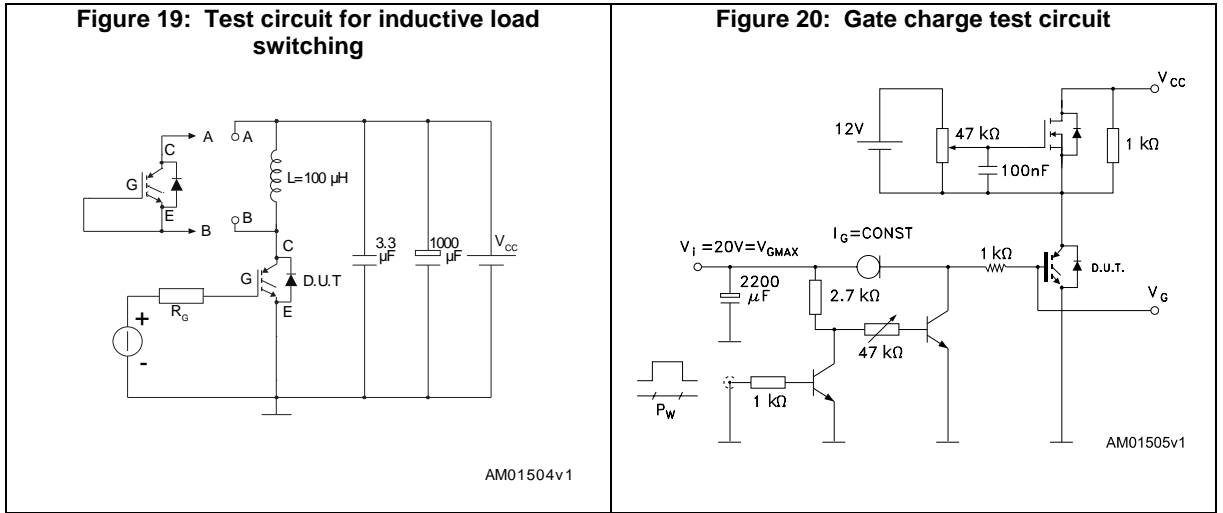 Figure 19: Test circuit for inductive load
switching
A
A
C
G
E
B
B
L=100 µH
C
G
D.U.T
E
R_G
+
-
3.3
µF
1000
µF
V_CC
AM01504v1
Figure 20: Gate charge test circuit
V_CC
12V
47 kΩ
100nF
1 kΩ
V_i =20V=V_GMAX
I_G=CONST
2200
µF
2.7 kΩ
1 kΩ
D.U.T.
V_G
47 kΩ
1 kΩ
P_W
AM01505v1